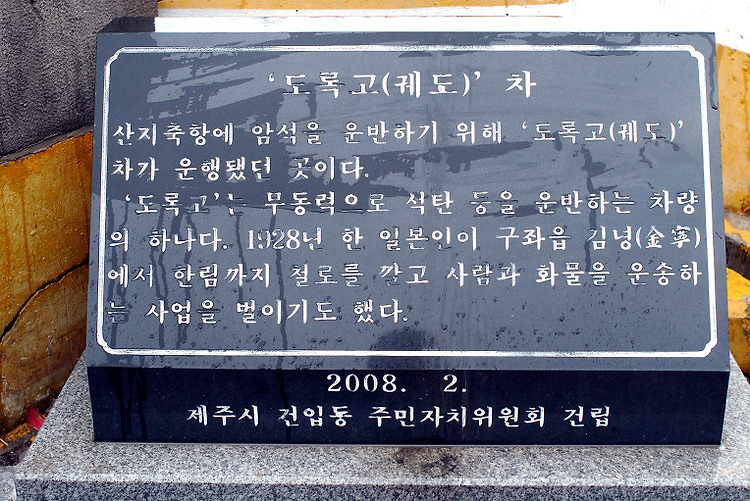 ‘도록고(궤도)’ 차
산지축항에 암석을 운반하기 위해 ‘도록고(궤도)’
차가 운행됐던 곳이다.
‘도록고’는 무동력으로 석탄 등을 운반하는 차량
의 하나다. 1928년 한 일본인이 구좌읍 김녕(金寧)
에서 한림까지 철로를 깔고 사람과 화물을 운송하
는 사업을 벌이기도 했다.
2008. 2.
제주시 건입동 주민자치위원회 건립